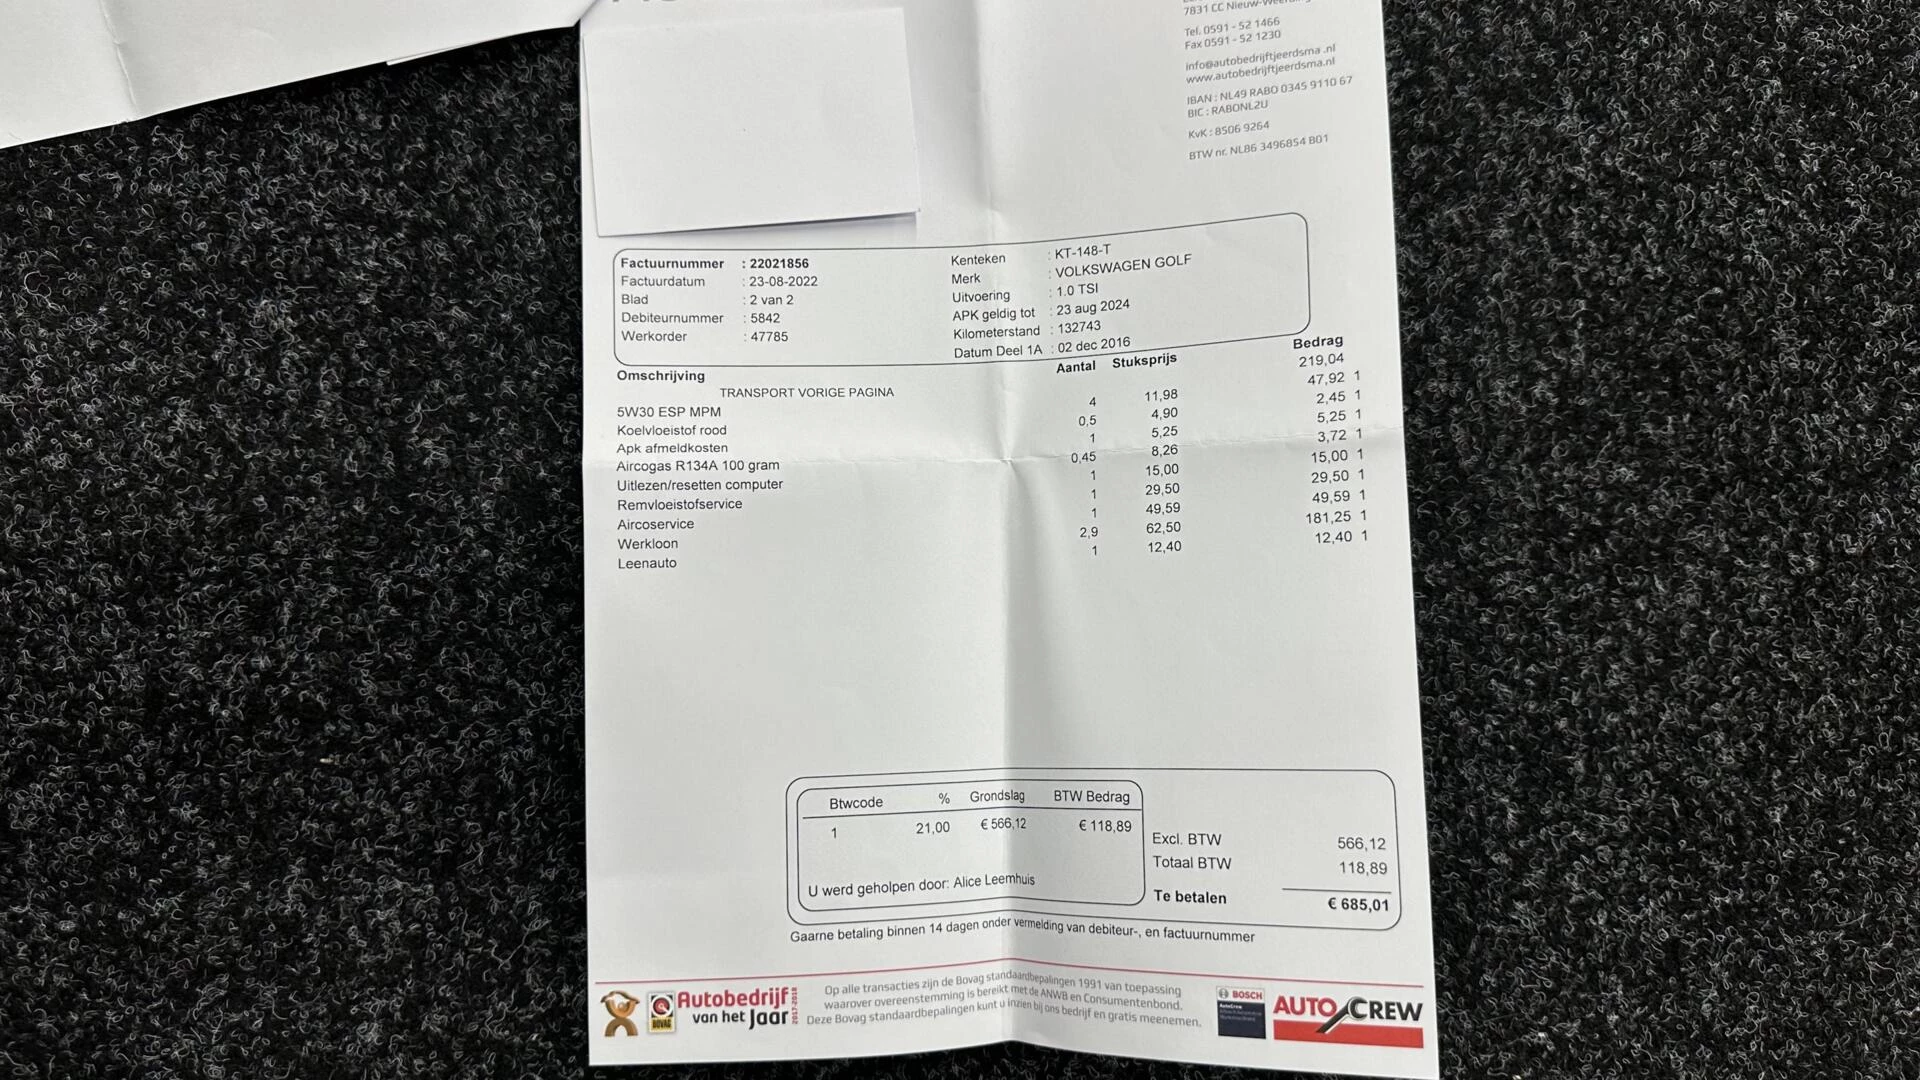 7831 CC Nieuw-
Tel. 0591 - 52 1466
Fax 0591 - 52 1230
info@autobedrijftjeerdsma.nl
www.autobedrijftjeerdsma.nl
IBAN : NL49 RABO 0345 9110 67
BIC : RABONL2U
KvK : 8506 9264
BTW nr. NL86 3496854 B01
Factuurnummer : 22021856
Factuurdatum : 23-08-2022
Blad : 2 van 2
Debiteurnummer : 5842
Werkorder : 47785
Kenteken : KT-148-T
Merk : VOLKSWAGEN GOLF
Uitvoering : 1.0 TSI
APK geldig tot : 23 aug 2024
Kilometerstand : 132743
Datum Deel 1A : 02 dec 2016
Omschrijving Aantal Stuksprijs Bedrag
TRANSPORT VORIGE PAGINA 219,04
5W30 ESP MPM 4 11,98 47,92 1
Koelvloeistof rood 0,5 4,90 2,45 1
Apk afmeldkosten 1 5,25 5,25 1
Aircogas R134A 100 gram 0,45 8,26 3,72 1
Uitlezen/resetten computer 1 15,00 15,00 1
Remvloeistofservice 1 29,50 29,50 1
Aircoservice 1 49,59 49,59 1
Werkloon 2,9 62,50 181,25 1
Leenauto 1 12,40 12,40 1
Btwcode % Grondslag BTW Bedrag
1 21,00 € 566,12 € 118,89
U werd geholpen door: Alice Leemhuis
Excl. BTW 566,12
Totaal BTW 118,89
Te betalen € 685,01
Gaarne betaling binnen 14 dagen onder vermelding van debiteur-, en factuurnummer
BOVAG
Autobedrijf
van het Jaar
2017-2018
Op alle transacties zijn de Bovag standaardbepalingen 1991 van toepassing
waarover overeenstemming is bereikt met de ANWB en Consumentenbond.
Deze Bovag standaardbepalingen kunt u inzien bij ons bedrijf en gratis meenemen.
BOSCH
AUTO CREW